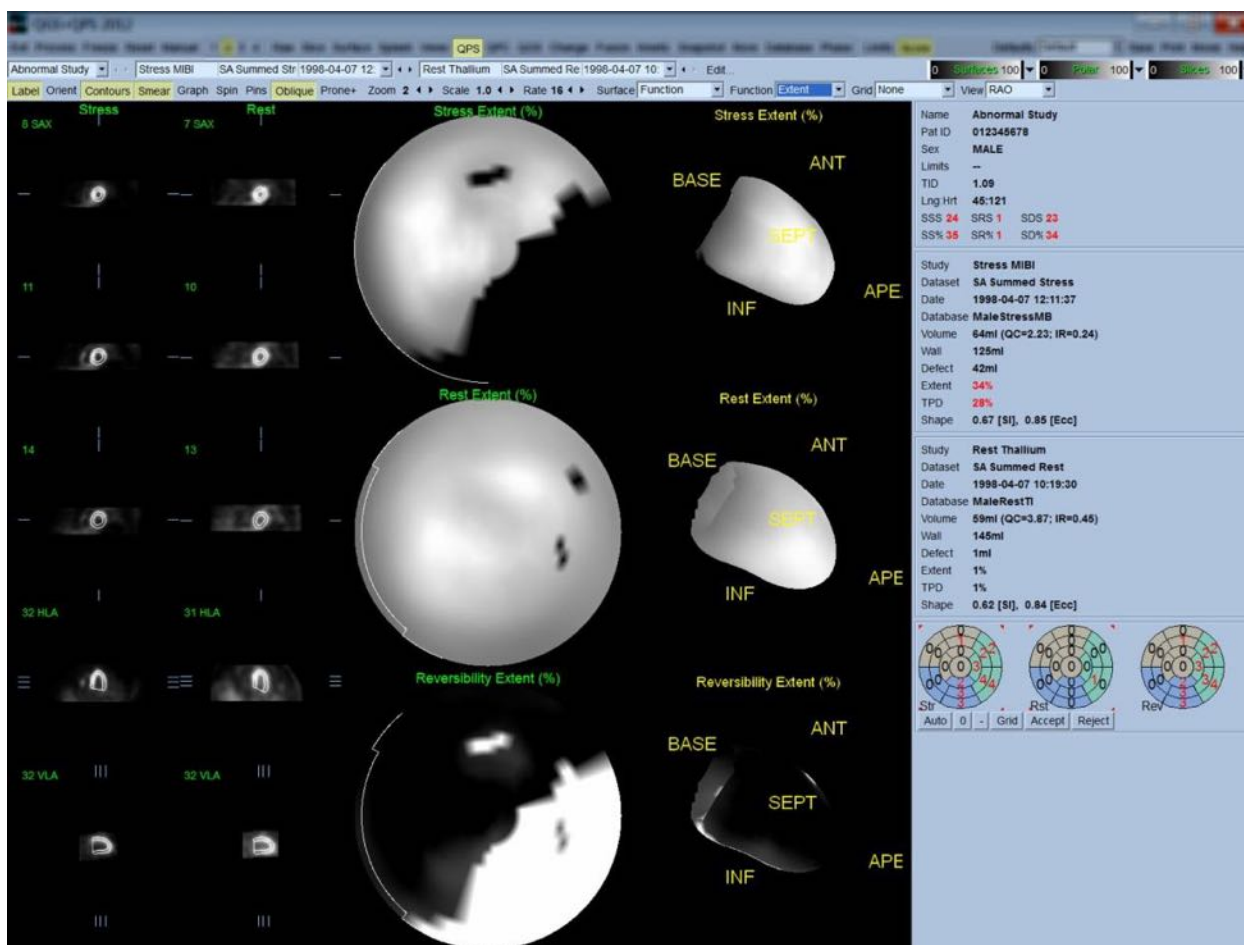 QGS+QPS 2012
QPS
Abnormal Study Stress MIBI SA Summed Str 1998-04-07 12: Rest Thallium SA Summed Re 1998-04-07 10: Edit... 0 Surfaces 100 0 Polar 100 0 Slices 100
Label Orient Contours Smear Graph Spin Pins Oblique Prone+ Zoom 2 Scale 1.0 Rate 16 Surface Function Function Extent Grid None View RAO
Stress Rest
8 SAX 7 SAX
11 10
14 13
32 HLA 31 HLA
32 VLA 32 VLA
Stress Extent (%)
Stress Extent (%)
ANT
BASE
SEPT
APE
INF
Rest Extent (%)
Rest Extent (%)
ANT
BASE
SEPT
APE
INF
Reversibility Extent (%)
Reversibility Extent (%)
ANT
BASE
SEPT
APE
INF
Name Abnormal Study
Pat ID 012345678
Sex MALE
Limits --
TID 1.09
Lng Hrt 45:121
SSS 24 SRS 1 SDS 23
SS% 35 SR% 1 SD% 34
Study Stress MIBI
Dataset SA Summed Stress
Date 1998-04-07 12:11:37
Database MaleStressMB
Volume 64ml (QC=2.23; IR=0.24)
Wall 125ml
Defect 42ml
Extent 34%
TPD 28%
Shape 0.67 [SI], 0.85 [Ecc]
Study Rest Thallium
Dataset SA Summed Rest
Date 1998-04-07 10:19:30
Database MaleRestTl
Volume 59ml (QC=3.87; IR=0.45)
Wall 145ml
Defect 1ml
Extent 1%
TPD 1%
Shape 0.62 [SI], 0.84 [Ecc]
Str Rst Rev
Auto 0 - Grid Accept Reject